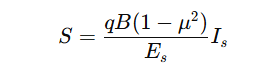 S = \frac{qB(1 - \mu^2)}{E_s} I_s